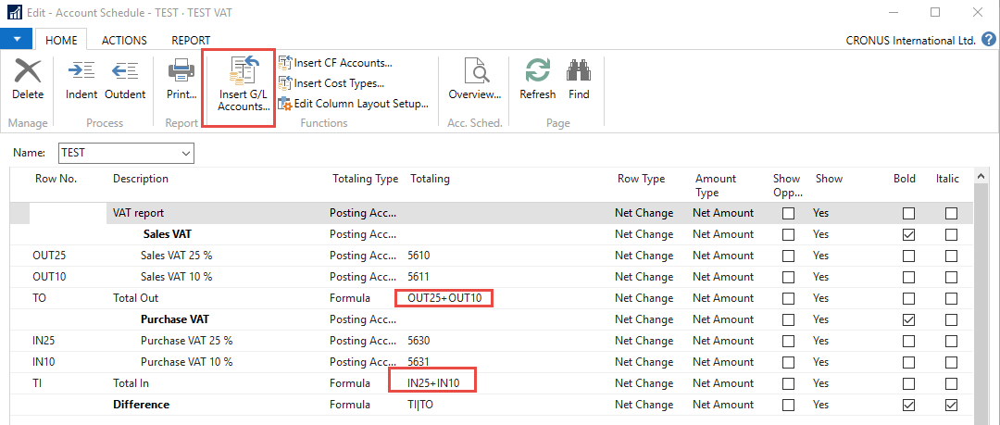 Edit - Account Schedule - TEST · TEST VAT
HOME ACTIONS REPORT CRONUS International Ltd. ?
Delete
Indent Outdent
Print...
Insert G/L Accounts...
Insert CF Accounts...
Insert Cost Types...
Edit Column Layout Setup...
Overview...
Refresh Find
Manage Process Report Functions Acc. Sched. Page
Name: TEST
Row No. Description Totaling Type Totaling Row Type Amount Type Show Opp... Show Bold Italic
VAT report Posting Acc... Net Change Net Amount Yes
Sales VAT Posting Acc... Net Change Net Amount Yes
OUT25 Sales VAT 25 % Posting Acc... 5610 Net Change Net Amount Yes
OUT10 Sales VAT 10 % Posting Acc... 5611 Net Change Net Amount Yes
TO Total Out Formula OUT25+OUT10 Net Change Net Amount Yes
Purchase VAT Posting Acc... Net Change Net Amount Yes
IN25 Purchase VAT 25 % Posting Acc... 5630 Net Change Net Amount Yes
IN10 Purchase VAT 10 % Posting Acc... 5631 Net Change Net Amount Yes
TI Total In Formula IN25+IN10 Net Change Net Amount Yes
Difference Formula TI|TO Net Change Net Amount Yes